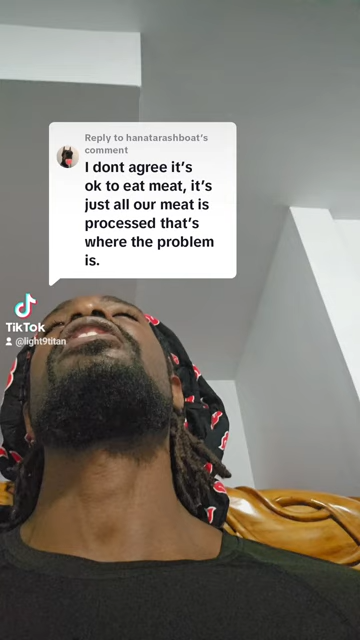 Reply to hanatarashboat's
comment
I dont agree it's
ok to eat meat, it's
just all our meat is
processed that's
where the problem
is.
TikTok
@light9titan